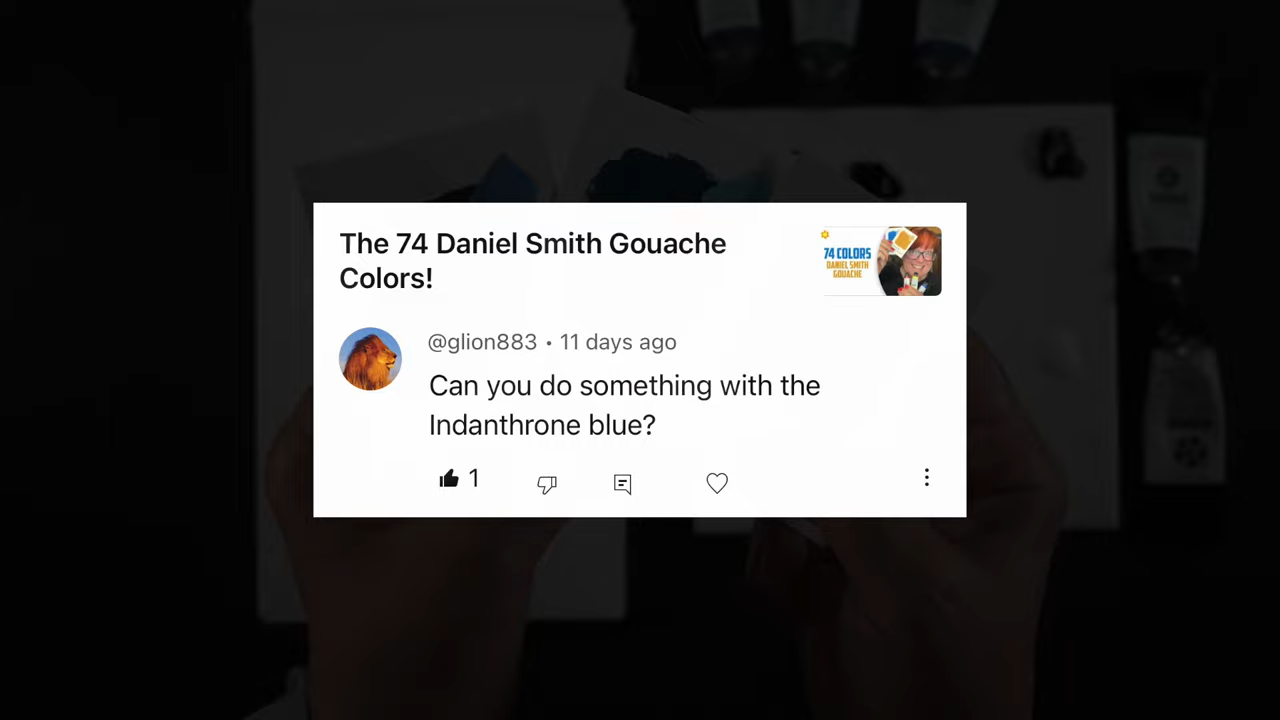 The 74 Daniel Smith Gouache
Colors!
74 COLORS
DANIEL SMITH
GOUACHE
@glion883 • 11 days ago
Can you do something with the
Indanthrone blue?
1